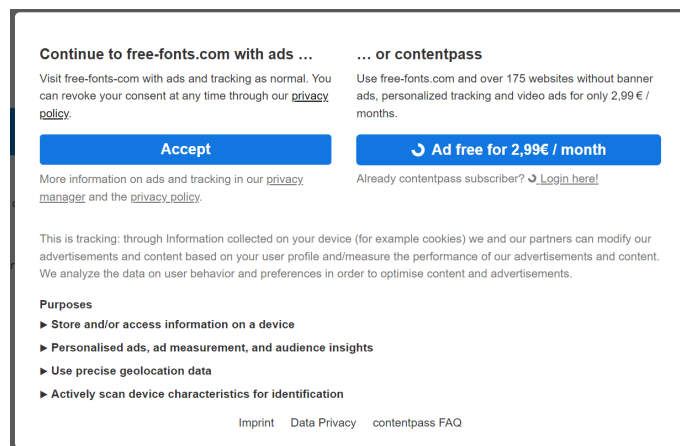 Continue to free-fonts.com with ads …
Visit free-fonts-com with ads and tracking as normal. You
can revoke your consent at any time through our privacy
policy.
Accept
More information on ads and tracking in our privacy
manager and the privacy policy.
… or contentpass
Use free-fonts.com and over 175 websites without banner
ads, personalized tracking and video ads for only 2,99 € /
months.
Ad free for 2,99€ / month
Already contentpass subscriber? Login here!
This is tracking: through Information collected on your device (for example cookies) we and our partners can modify our
advertisements and content based on your user profile and/measure the performance of our advertisements and content.
We analyze the data on user behavior and preferences in order to optimise content and advertisements.
Purposes
▶ Store and/or access information on a device
▶ Personalised ads, ad measurement, and audience insights
▶ Use precise geolocation data
▶ Actively scan device characteristics for identification
Imprint Data Privacy contentpass FAQ